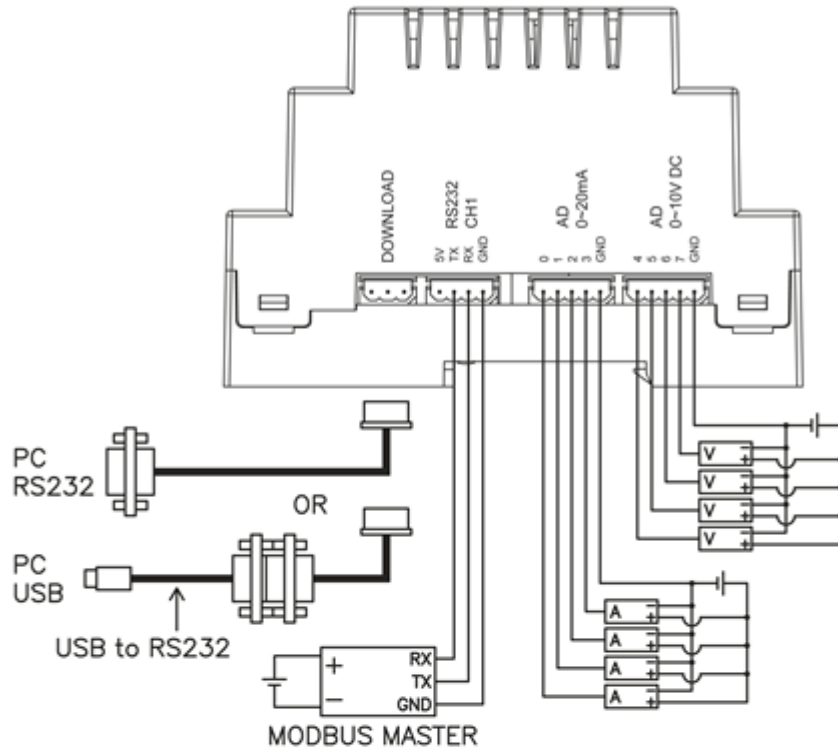 DOWNLOAD
RS232
CH1
5V
TX
RX
GND
AD
0~20mA
0
1
2
3
GND
AD
0~10V DC
4
5
6
7
GND
PC
RS232
OR
PC
USB
USB to RS232
+
−
RX
TX
GND
MODBUS MASTER
V − +
V − +
V − +
V − +
A − +
A − +
A − +
A − +